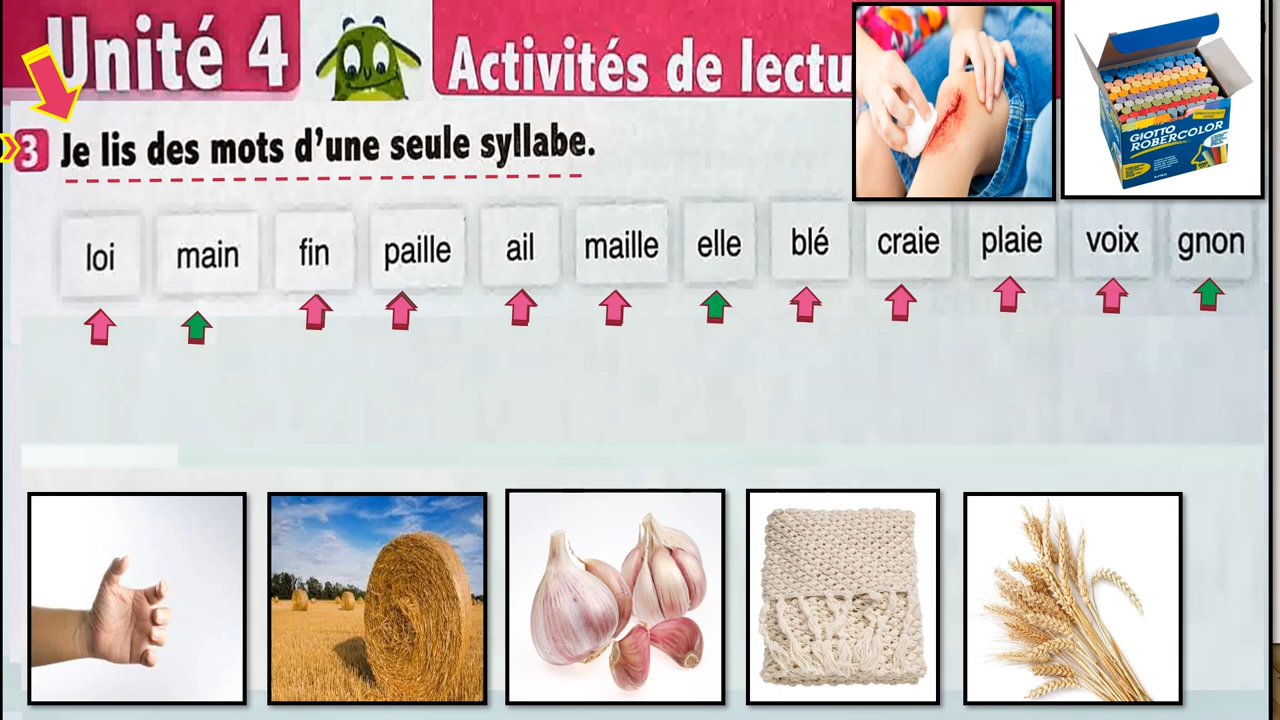 Unité 4
Activités de lectu
3 Je lis des mots d'une seule syllabe.
loi main fin paille ail maille elle blé craie plaie voix gnon
GIOTTO
ROBERCOLOR